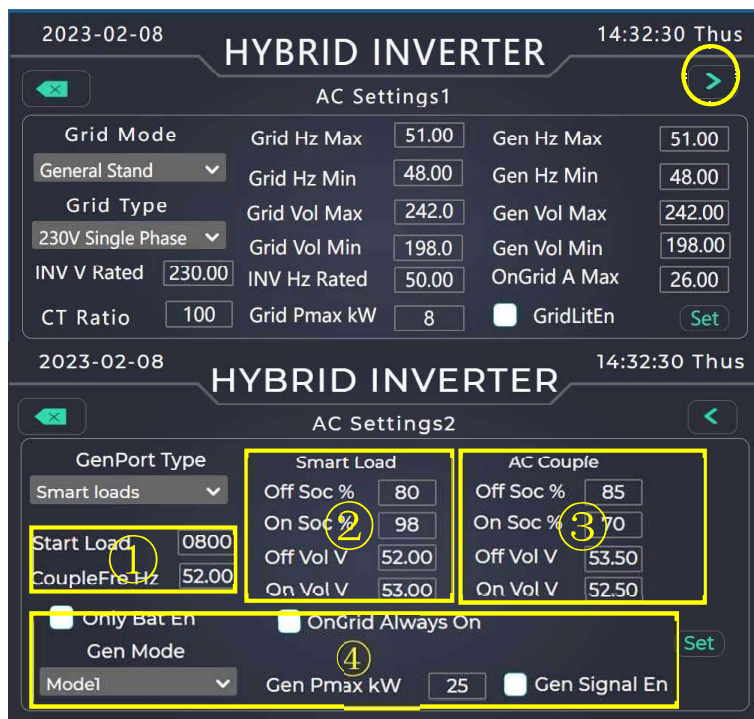 2023-02-08 HYBRID INVERTER 14:32:30 Thus
AC Settings1 >
Grid Mode Grid Hz Max 51.00 Gen Hz Max 51.00
General Stand Grid Hz Min 48.00 Gen Hz Min 48.00
Grid Type Grid Vol Max 242.0 Gen Vol Max 242.00
230V Single Phase Grid Vol Min 198.0 Gen Vol Min 198.00
INV V Rated 230.00 INV Hz Rated 50.00 OnGrid A Max 26.00
CT Ratio 100 Grid Pmax kW 8 GridLitEn Set
2023-02-08 HYBRID INVERTER 14:32:30 Thus
AC Settings2 <
GenPort Type Smart Load AC Couple
Smart loads Off Soc % 80 Off Soc % 85
Start Load 0800 On Soc % 98 On Soc % 70
① ② ③
CoupleFre Hz 52.00 Off Vol V 52.00 Off Vol V 53.50
On Vol V 53.00 On Vol V 52.50
Only Bat En OnGrid Always On
Gen Mode ④ Set
Mode1 Gen Pmax kW 25 Gen Signal En